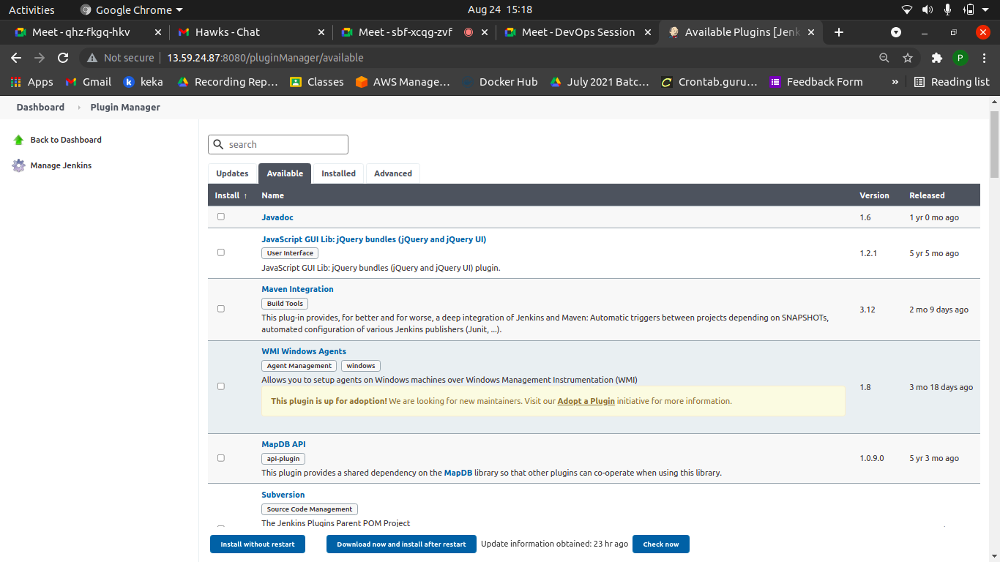 Activities
Google Chrome
Aug 24 15:18
Meet - qhz-fkgq-hkv
Hawks - Chat
Meet - sbf-xcqg-zvf
Meet - DevOps Session
Available Plugins [Jenk
Not secure
13.59.24.87:8080/pluginManager/available
P
Apps
Gmail
keka
Recording Rep…
Classes
AWS Manage…
Docker Hub
July 2021 Batc…
Crontab.guru…
Feedback Form
»
Reading list
Dashboard
Plugin Manager
Back to Dashboard
Manage Jenkins
search
Updates
Available
Installed
Advanced
Install ↑
Name
Version
Released
Javadoc
1.6
1 yr 0 mo ago
JavaScript GUI Lib: jQuery bundles (jQuery and jQuery UI)
User Interface
JavaScript GUI Lib: jQuery bundles (jQuery and jQuery UI) plugin.
1.2.1
5 yr 5 mo ago
Maven Integration
Build Tools
This plug-in provides, for better and for worse, a deep integration of Jenkins and Maven: Automatic triggers between projects depending on SNAPSHOTs,
automated configuration of various Jenkins publishers (Junit, ...).
3.12
2 mo 9 days ago
WMI Windows Agents
Agent Management
windows
Allows you to setup agents on Windows machines over Windows Management Instrumentation (WMI)
This plugin is up for adoption! We are looking for new maintainers. Visit our Adopt a Plugin initiative for more information.
1.8
3 mo 18 days ago
MapDB API
api-plugin
This plugin provides a shared dependency on the MapDB library so that other plugins can co-operate when using this library.
1.0.9.0
5 yr 3 mo ago
Subversion
Source Code Management
The Jenkins Plugins Parent POM Project
Install without restart
Download now and install after restart
Update information obtained: 23 hr ago
Check now